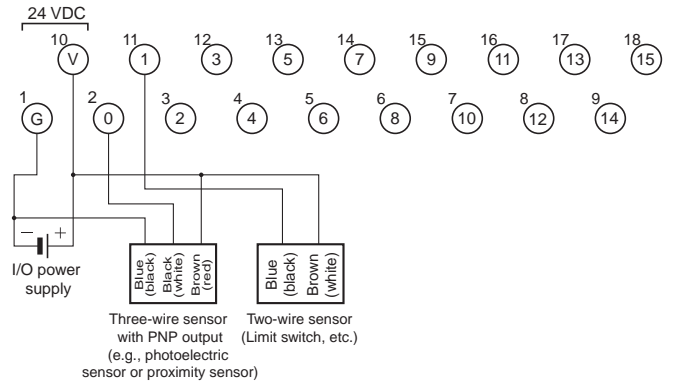 24 VDC
10 11 12 13 14 15 16 17 18
V 1 3 5 7 9 11 13 15
1 2 3 4 5 6 7 8 9
G 0 2 4 6 8 10 12 14
− +
I/O power
supply
Blue
(black)
Black
(white)
Brown
(red)
Blue
(black)
Brown
(white)
Three-wire sensor
with PNP output
(e.g., photoelectric
sensor or proximity sensor)
Two-wire sensor
(Limit switch, etc.)